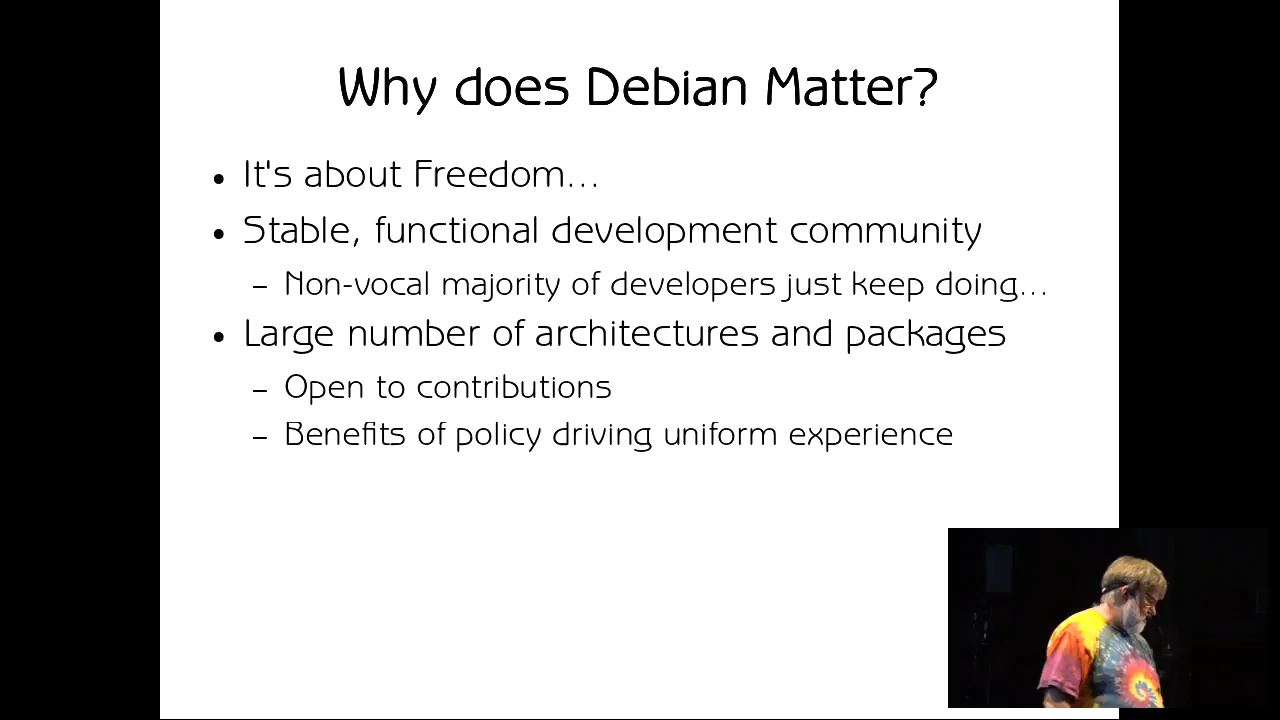 Why does Debian Matter?
• It's about Freedom...
• Stable, functional development community
– Non-vocal majority of developers just keep doing...
• Large number of architectures and packages
– Open to contributions
– Benefits of policy driving uniform experience